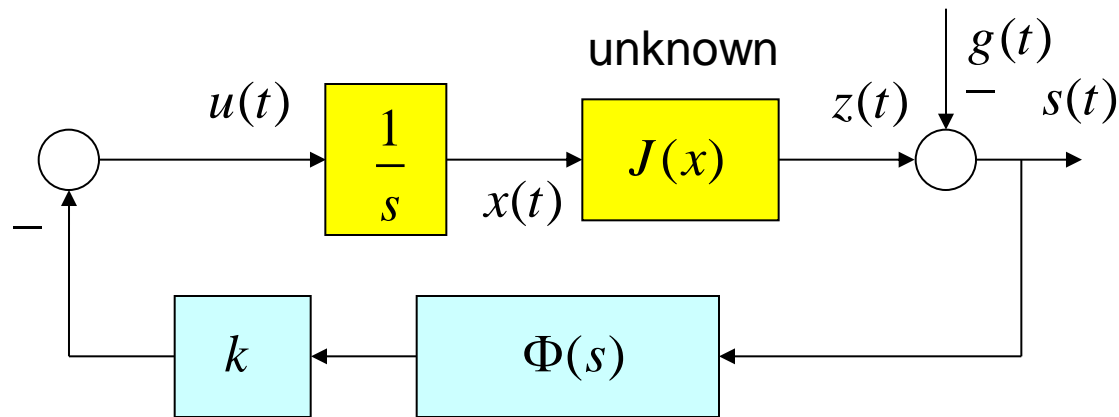 unknown
g(t)
−
u(t)
1
s
x(t)
J(x)
z(t)
s(t)
−
k
Φ(s)